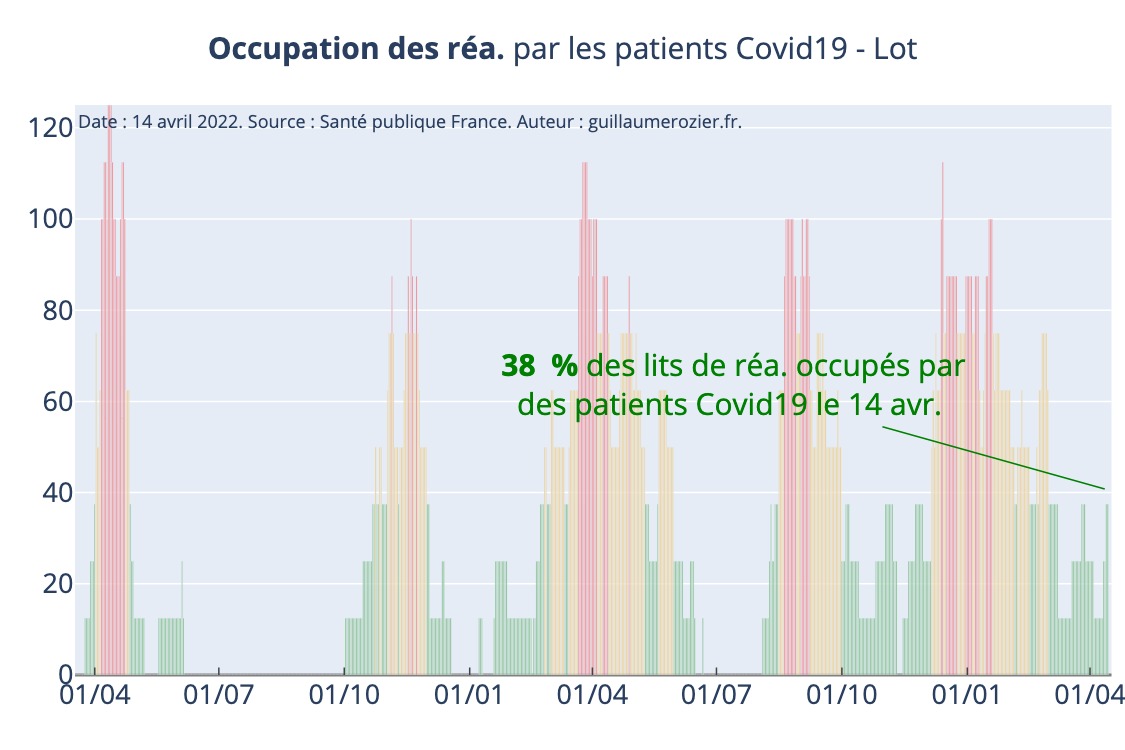 Occupation des réa. par les patients Covid19 - Lot
Date : 14 avril 2022. Source : Santé publique France. Auteur : guillaumerozier.fr.
120
100
80
60
40
20
0
38 % des lits de réa. occupés par
des patients Covid19 le 14 avr.
01/04 01/07 01/10 01/01 01/04 01/07 01/10 01/01 01/04